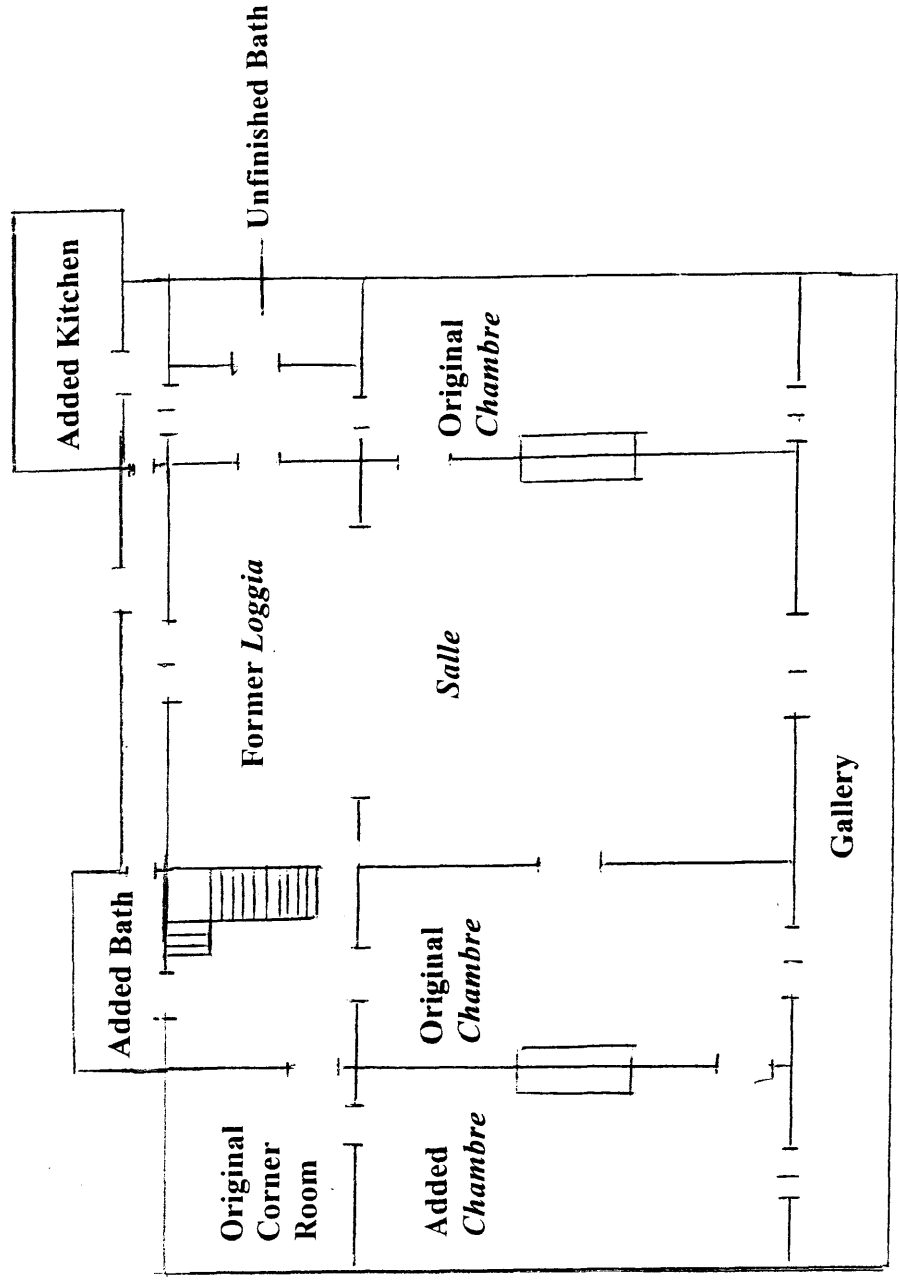 Added Bath
Added Kitchen
Original
Corner
Room
Former Loggia
Unfinished Bath
Added
Chambre
Original
Chambre
Salle
Original
Chambre
Gallery